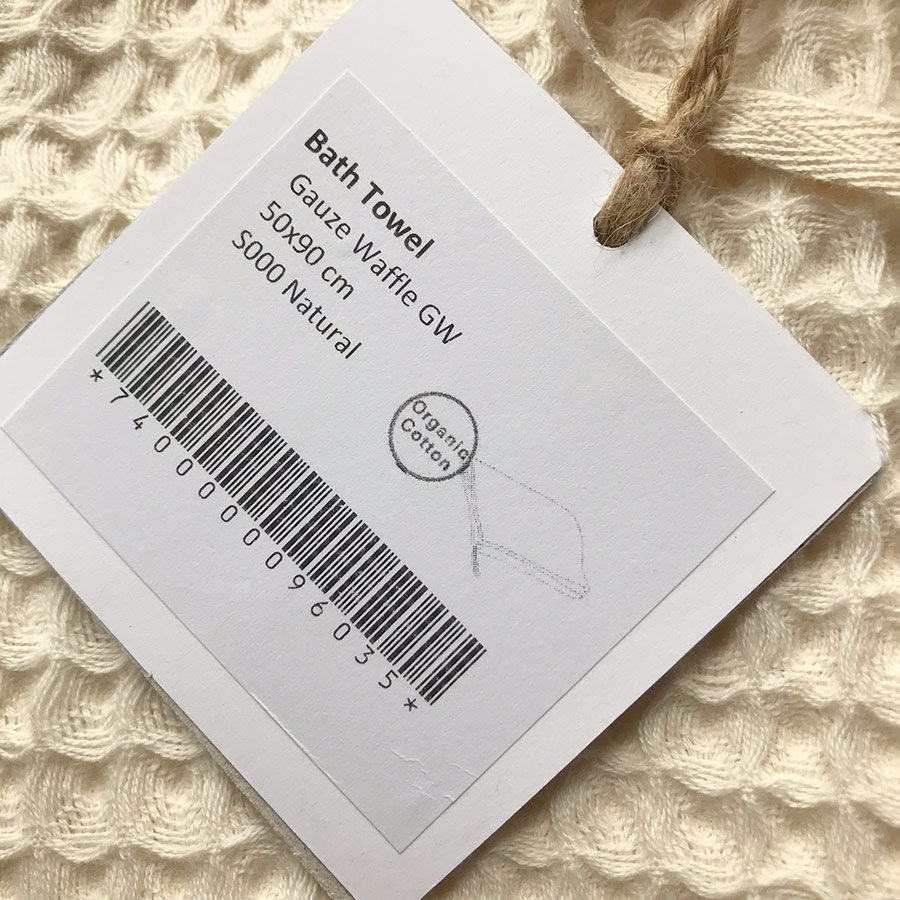 Bath Towel
Gauze Waffle GW
50x90 cm
S000 Natural
Organic
Cotton
*7400000096035*